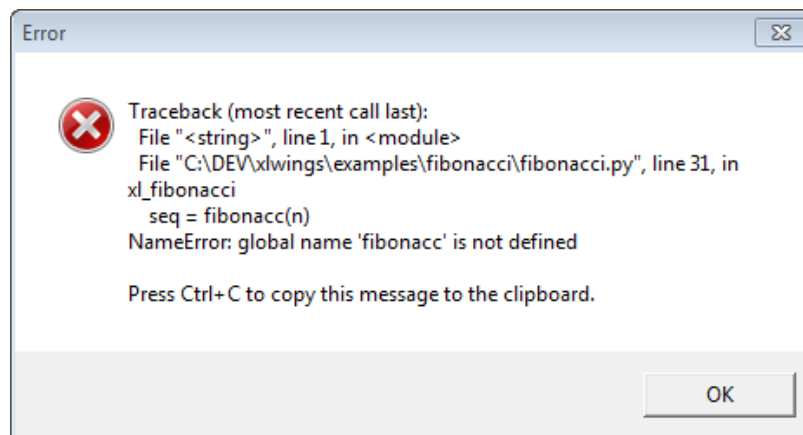 Error
Traceback (most recent call last):
File "<string>", line 1, in <module>
File "C:\DEV\xlwings\examples\fibonacci\fibonacci.py", line 31, in
xl_fibonacci
seq = fibonacc(n)
NameError: global name 'fibonacc' is not defined
Press Ctrl+C to copy this message to the clipboard.
OK